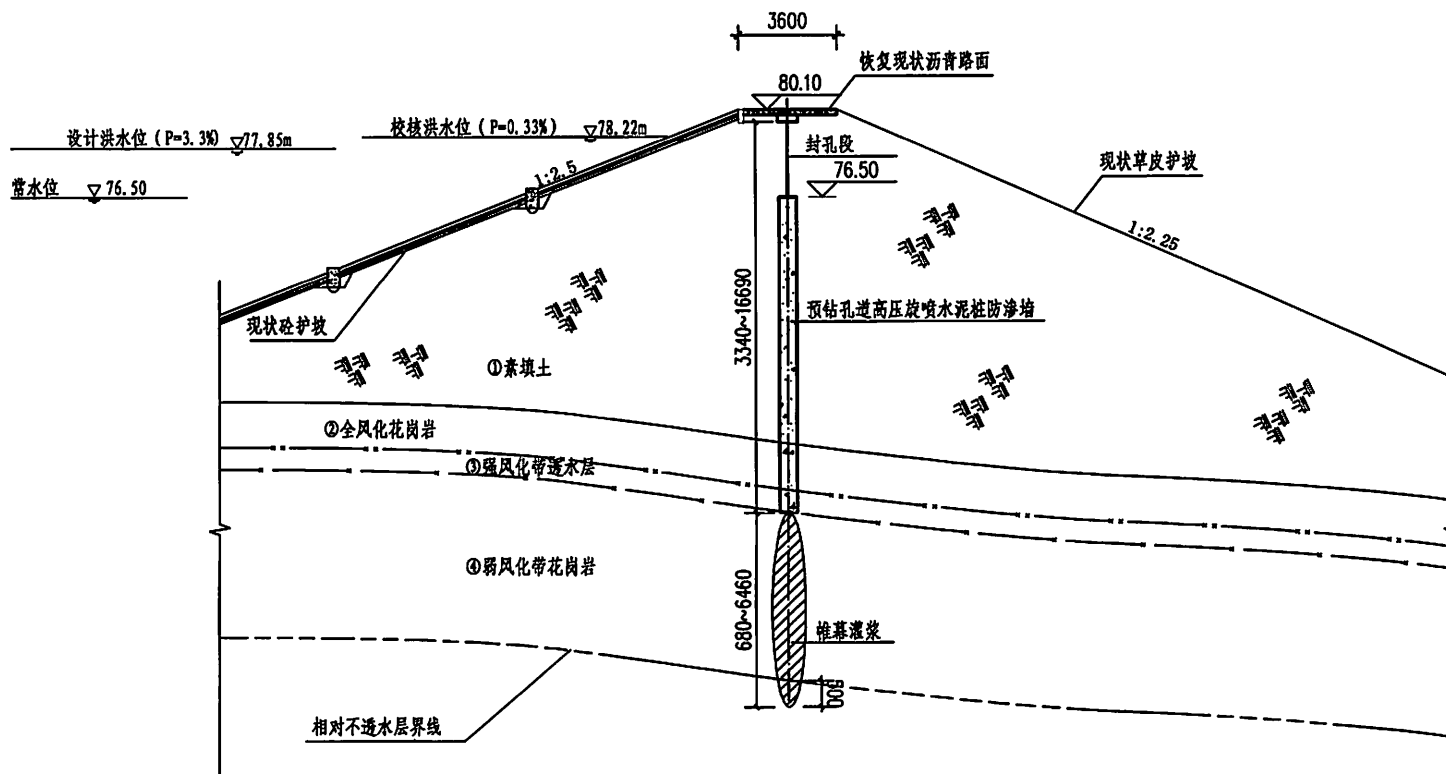 3600
恢复现状沥青路面
80.10
设计洪水位（P=3.3%） 77.85m
校核洪水位（P=0.33%） 78.22m
封孔段
常水位 76.50
76.50
1:2.5
现状草皮护坡
1:2.25
现状砼护坡
3340~16690
预钻孔道高压旋喷水泥桩防渗墙
①素填土
②全风化花岗岩
③强风化带透水层
④弱风化带花岗岩
680~6460
帷幕灌浆
500
相对不透水层界线